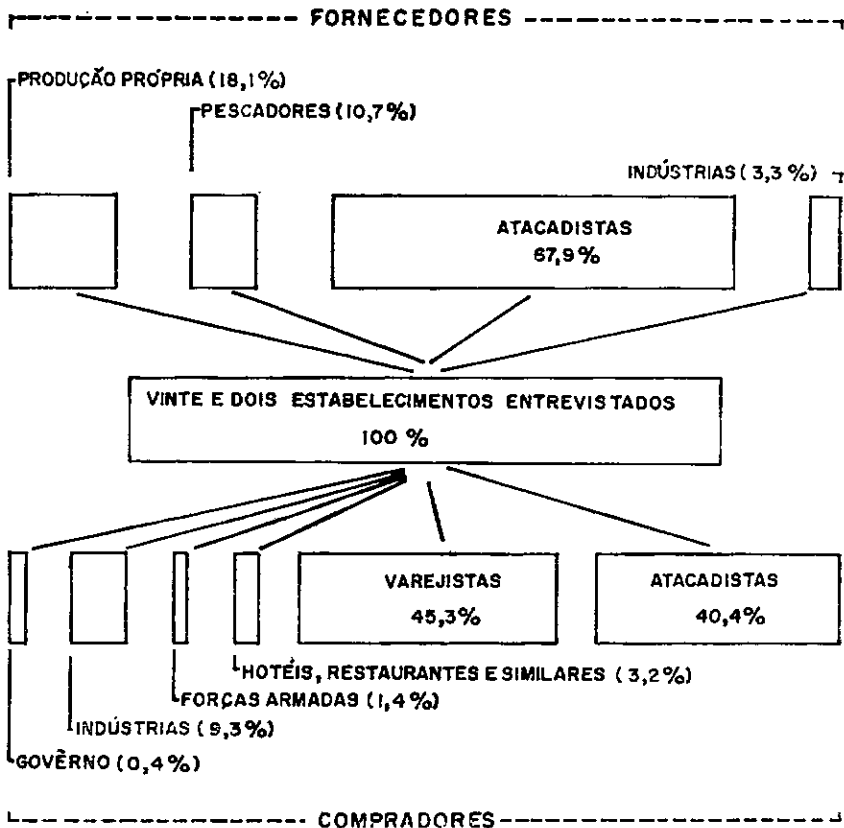 FORNECEDORES
PRODUÇÃO PRÓPRIA (18,1%)
PESCADORES (10,7%)
INDÚSTRIAS (3,3%)
ATACADISTAS
67,9%
VINTE E DOIS ESTABELECIMENTOS ENTREVISTADOS
100 %
VAREJISTAS
45,3%
ATACADISTAS
40,4%
HOTÉIS, RESTAURANTES E SIMILARES (3,2%)
FORÇAS ARMADAS (1,4%)
INDÚSTRIAS (9,3%)
GOVÊRNO (0,4%)
COMPRADORES